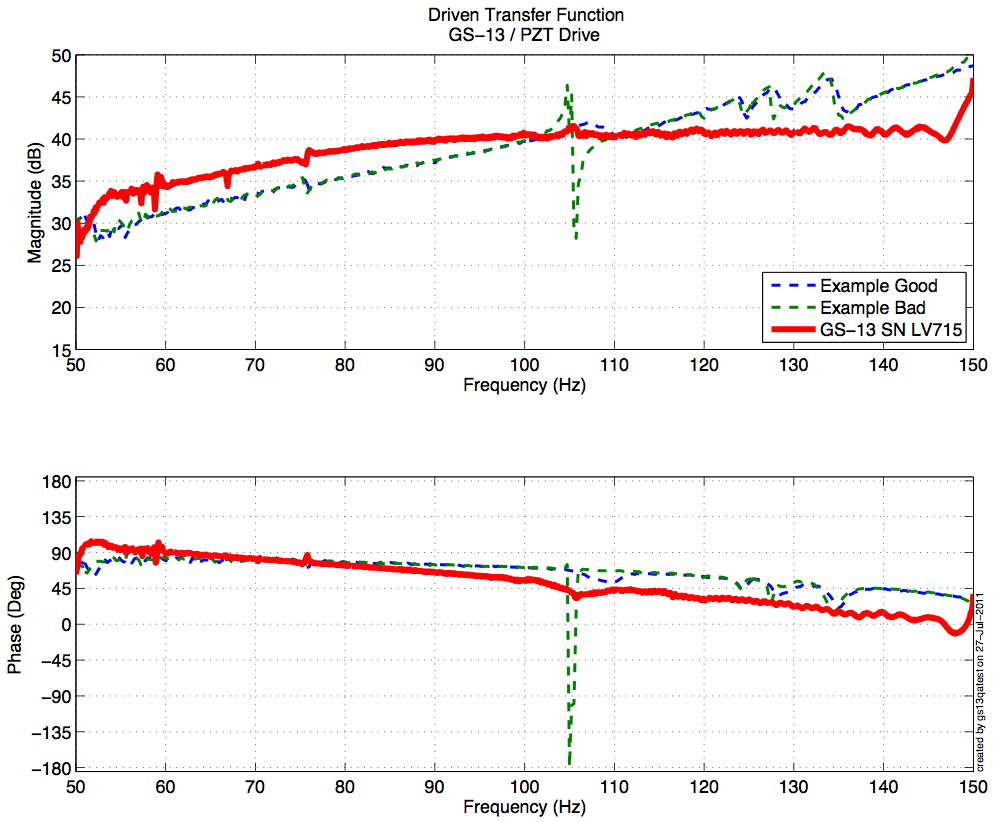 Driven Transfer Function
GS−13 / PZT Drive
50
45
40
35
30
25
20
15
Magnitude (dB)
Example Good
Example Bad
GS−13 SN LV715
50 60 70 80 90 100 110 120 130 140 150
Frequency (Hz)
180
135
90
45
0
−45
−90
−135
−180
Phase (Deg)
50 60 70 80 90 100 110 120 130 140 150
Frequency (Hz)
created by gs13qatest on 27−Jul−2011